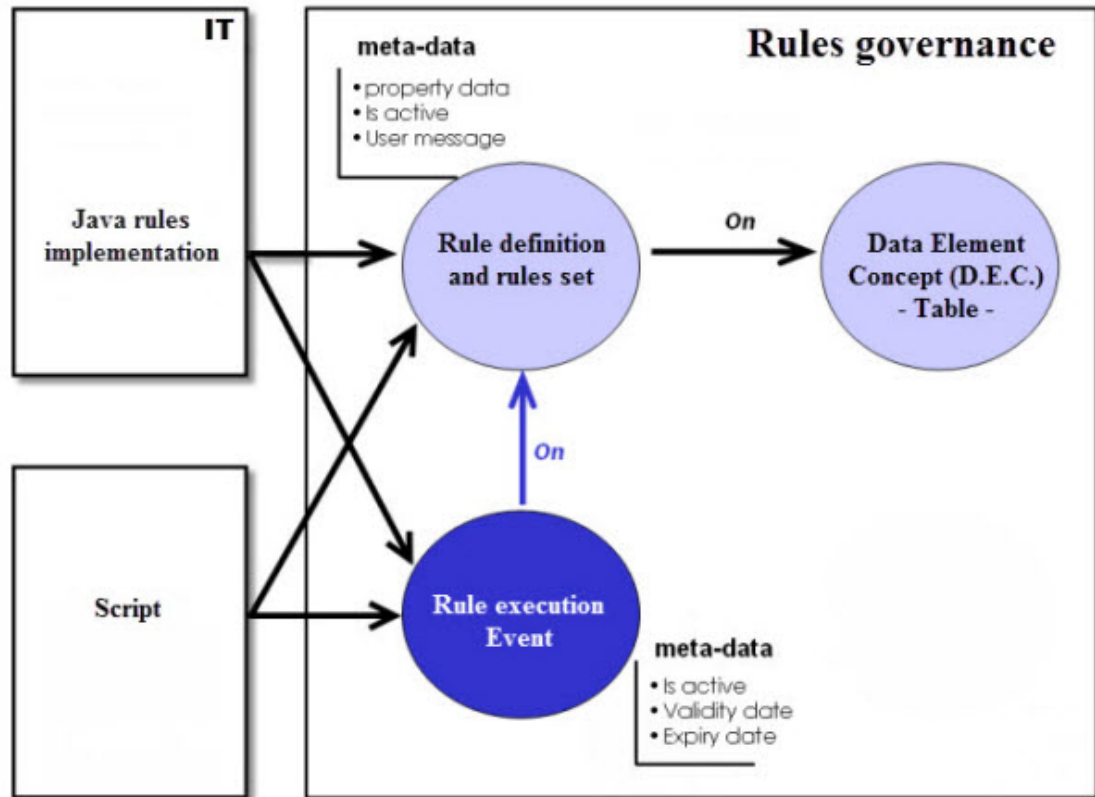 IT
Java rules
implementation
Script
Rules governance
meta-data
• property data
• Is active
• User message
Rule definition
and rules set
On
Data Element
Concept (D.E.C.)
- Table -
On
Rule execution
Event
meta-data
• Is active
• Validity date
• Expiry date